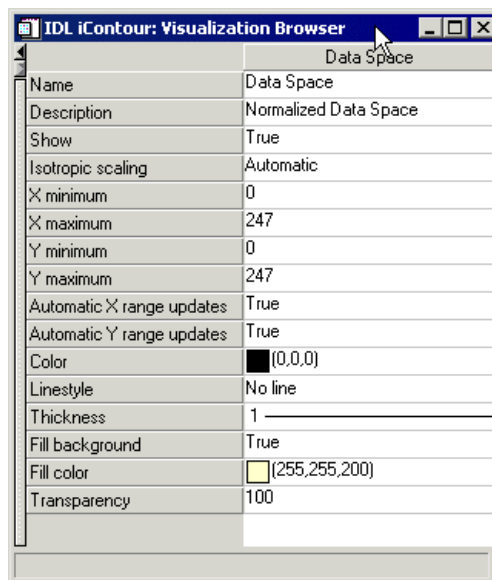 IDL iContour: Visualization Browser
Data Space
Name Data Space
Description Normalized Data Space
Show True
Isotropic scaling Automatic
X minimum 0
X maximum 247
Y minimum 0
Y maximum 247
Automatic X range updates True
Automatic Y range updates True
Color (0,0,0)
Linestyle No line
Thickness 1
Fill background True
Fill color (255,255,200)
Transparency 100